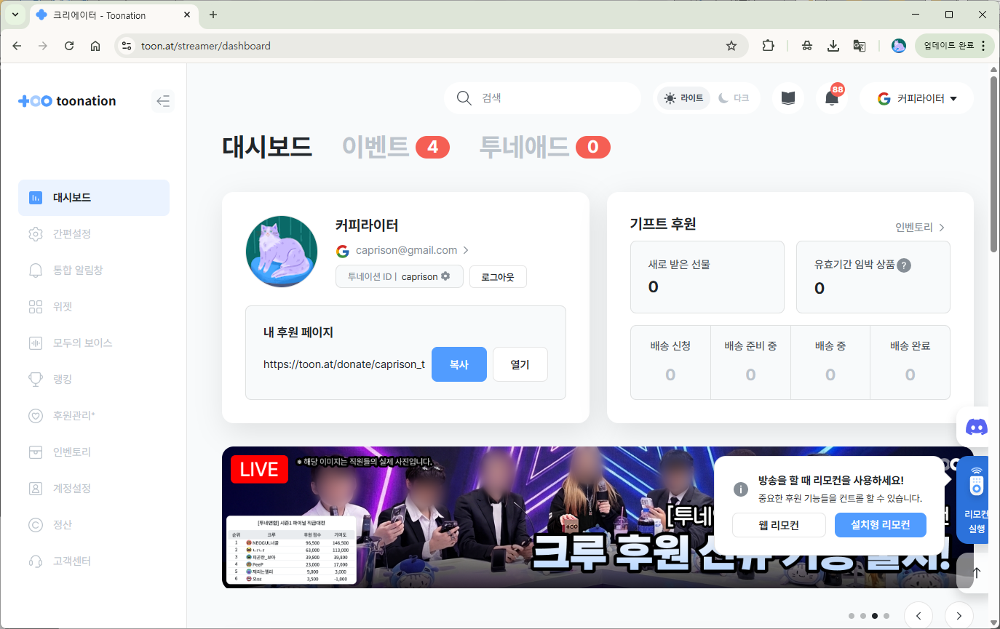 크리에이터 - Toonation
toon.at/streamer/dashboard
업데이트 완료
too toonation
검색
라이트
다크
88
커피라이터
대시보드
이벤트 4
투네애드 0
대시보드
간편설정
통합 알림창
위젯
모두의 보이스
랭킹
후원관리*
인벤토리
계정설정
정산
고객센터
커피라이터
caprison@gmail.com
투네이션 ID | caprison
로그아웃
내 후원 페이지
https://toon.at/donate/caprison_t
복사
열기
기프트 후원
인벤토리
새로 받은 선물
0
유효기간 임박 상품 ?
0
배송 신청
0
배송 준비 중
0
배송 중
0
배송 완료
0
LIVE
※ 해당 이미지는 직원들의 실제 사진입니다.
[투네연합] 시즌1 파이널 직급대전
순위 크루 후원 점수 기여도
1 NEOGUL너굴 96,500 146,500
2 63,000 113,000
3 피곤한_보아 39,800 39,800
4 PeeP 23,000 17,000
5 제리는젤리 9,000 3,000
6 오oz 3,500 -1,000
too
[투네
크루 후원 신규 기능 출시!
방송을 할 때 리모컨을 사용하세요!
중요한 후원 기능들을 컨트롤 할 수 있습니다.
웹 리모컨
설치형 리모컨
리모컨
실행